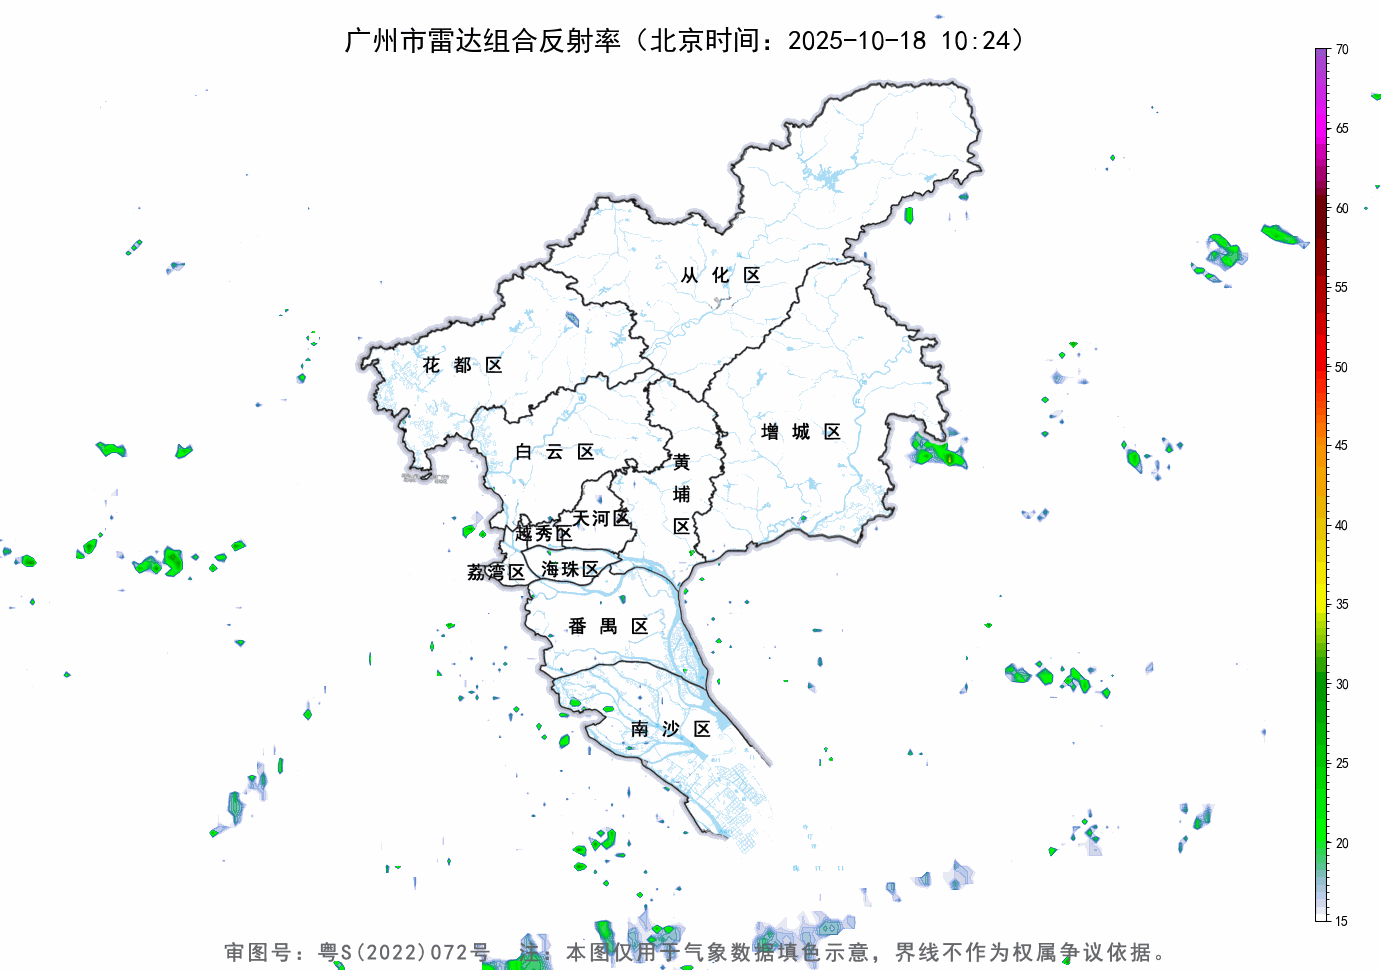 广州市雷达组合反射率（北京时间：2025-10-18 10:24）
70
65
60
55
50
45
40
35
30
25
20
15
从化区
花都区
增城区
白云区
黄埔区
天河区
越秀区
荔湾区
海珠区
番禺区
南沙区
审图号：粤S(2022)072号 注：本图仅用于气象数据填色示意，界线不作为权属争议依据。